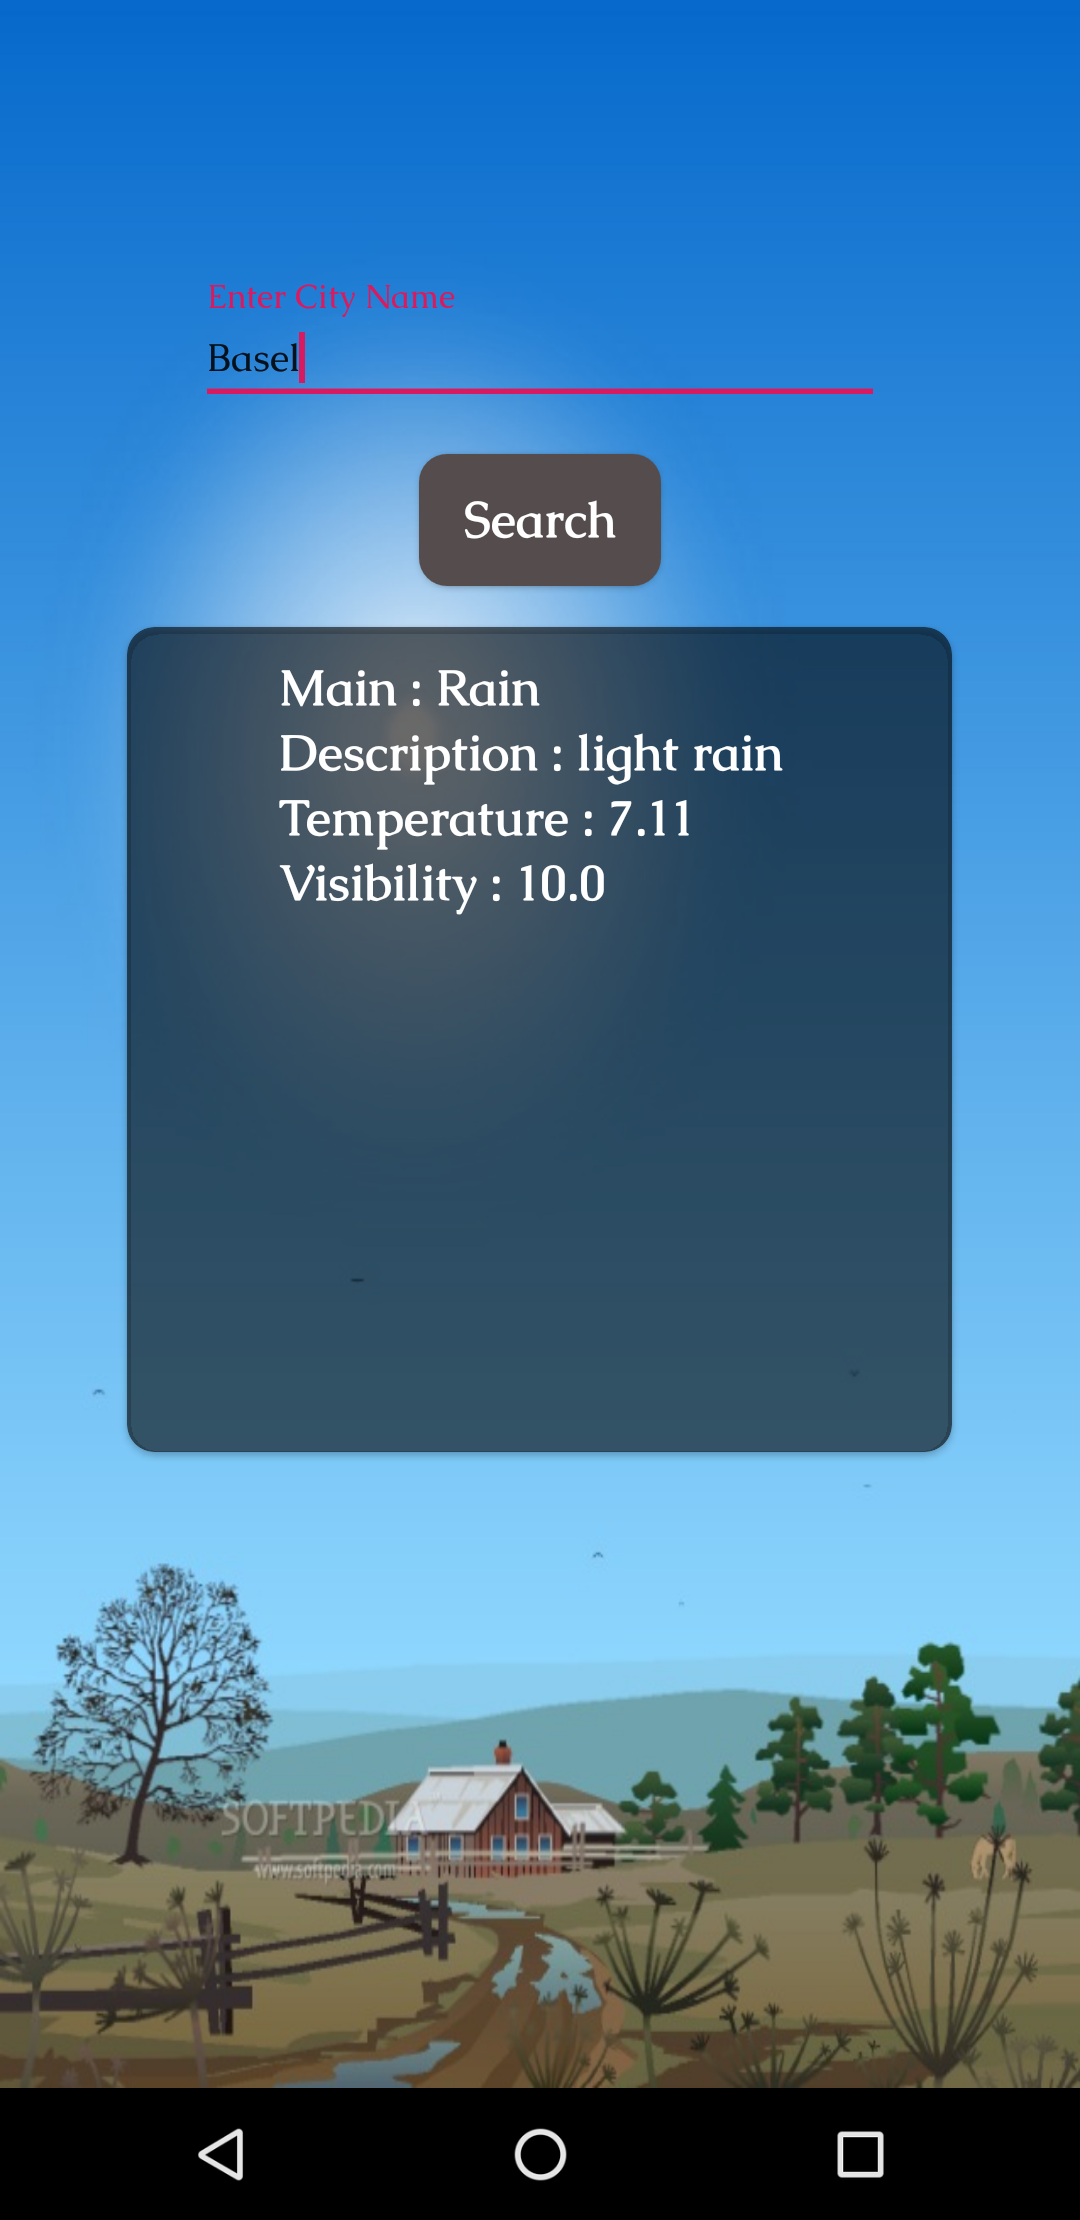 Enter City Name
Basel
Search
Main : Rain
Description : light rain
Temperature : 7.11
Visibility : 10.0
SOFTPEDIA
www.softpedia.com